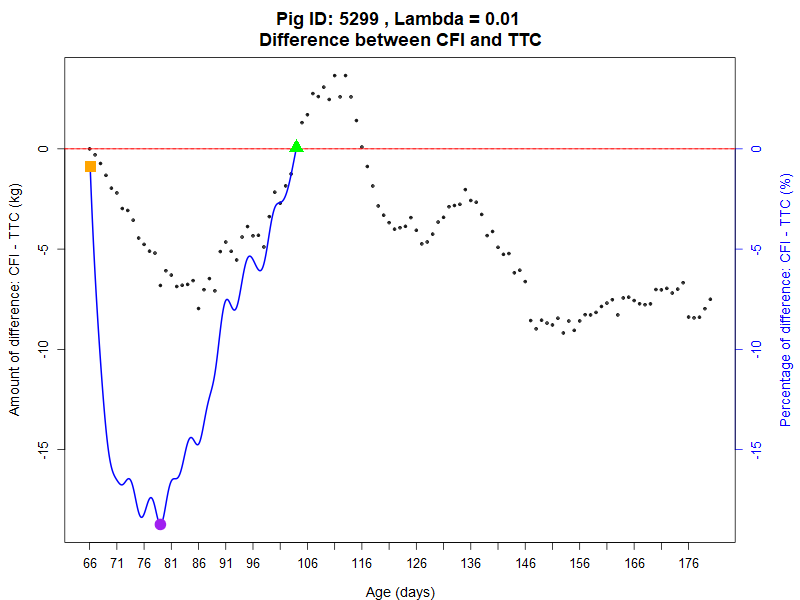 Pig ID: 5299 , Lambda = 0.01
Difference between CFI and TTC
Amount of difference: CFI - TTC (kg)
0
-5
-10
-15
0
-5
-10
-15
Percentage of difference: CFI - TTC (%)
66 71 76 81 86 91 96 106 116 126 136 146 156 166 176
Age (days)